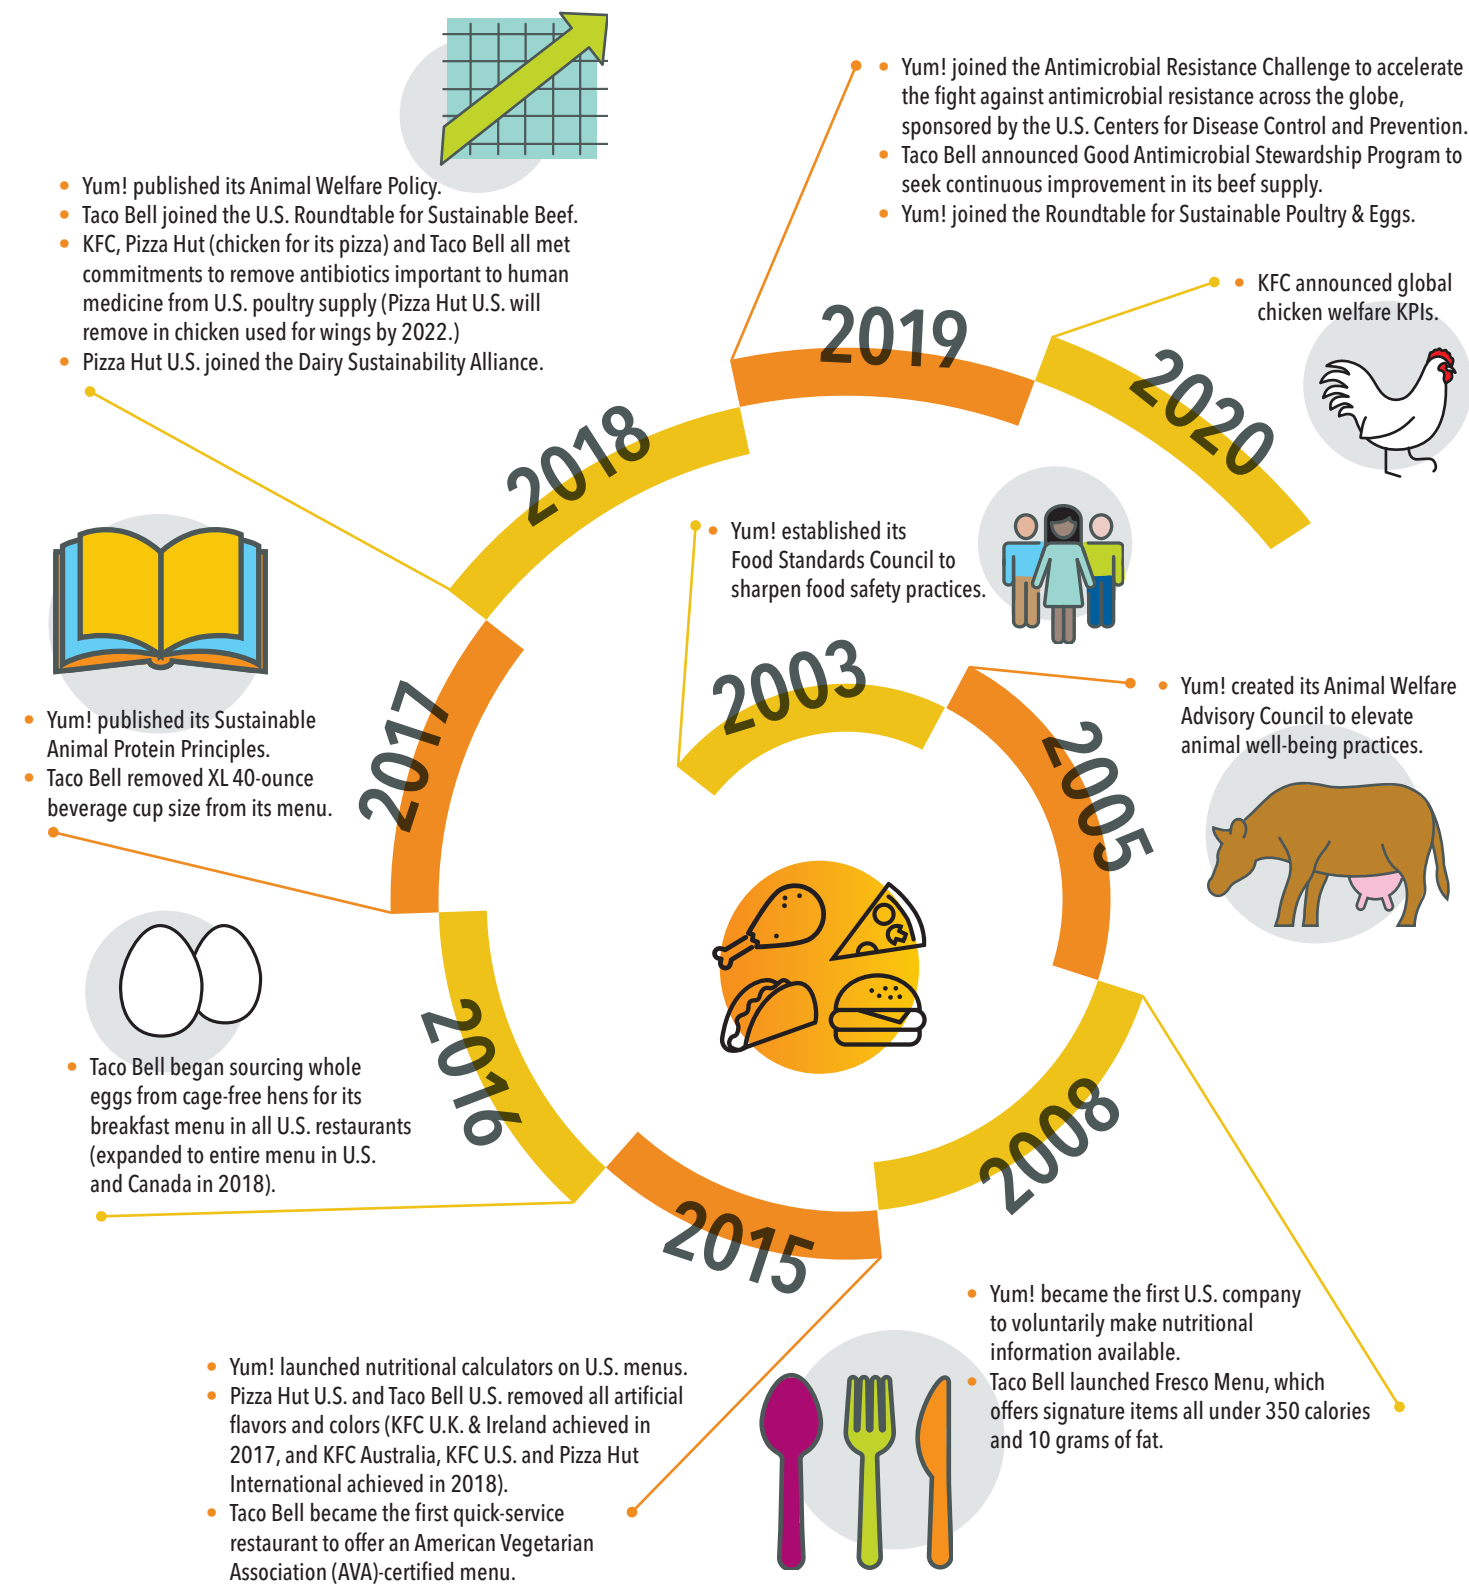 2003
Yum! established its
Food Standards Council to
sharpen food safety practices.
2005
Yum! created its Animal Welfare
Advisory Council to elevate
animal well-being practices.
2008
Yum! became the first U.S. company
to voluntarily make nutritional
information available.
Taco Bell launched Fresco Menu, which
offers signature items all under 350 calories
and 10 grams of fat.
2015
Yum! launched nutritional calculators on U.S. menus.
Pizza Hut U.S. and Taco Bell U.S. removed all artificial
flavors and colors (KFC U.K. & Ireland achieved in
2017, and KFC Australia, KFC U.S. and Pizza Hut
International achieved in 2018).
Taco Bell became the first quick-service
restaurant to offer an American Vegetarian
Association (AVA)-certified menu.
2016
Taco Bell began sourcing whole
eggs from cage-free hens for its
breakfast menu in all U.S. restaurants
(expanded to entire menu in U.S.
and Canada in 2018).
2017
Yum! published its Sustainable
Animal Protein Principles.
Taco Bell removed XL 40-ounce
beverage cup size from its menu.
2018
Yum! published its Animal Welfare Policy.
Taco Bell joined the U.S. Roundtable for Sustainable Beef.
KFC, Pizza Hut (chicken for its pizza) and Taco Bell all met
commitments to remove antibiotics important to human
medicine from U.S. poultry supply (Pizza Hut U.S. will
remove in chicken used for wings by 2022.)
Pizza Hut U.S. joined the Dairy Sustainability Alliance.
2019
Yum! joined the Antimicrobial Resistance Challenge to accelerate
the fight against antimicrobial resistance across the globe,
sponsored by the U.S. Centers for Disease Control and Prevention.
Taco Bell announced Good Antimicrobial Stewardship Program to
seek continuous improvement in its beef supply.
Yum! joined the Roundtable for Sustainable Poultry & Eggs.
2020
KFC announced global
chicken welfare KPIs.